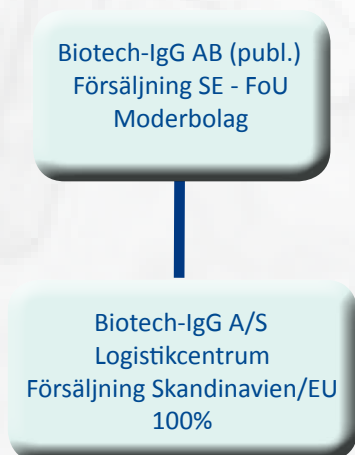 Biotech-IgG AB (publ.)
Försäljning SE - FoU
Moderbolag
Biotech-IgG A/S
Logistikcentrum
Försäljning Skandinavien/EU
100%